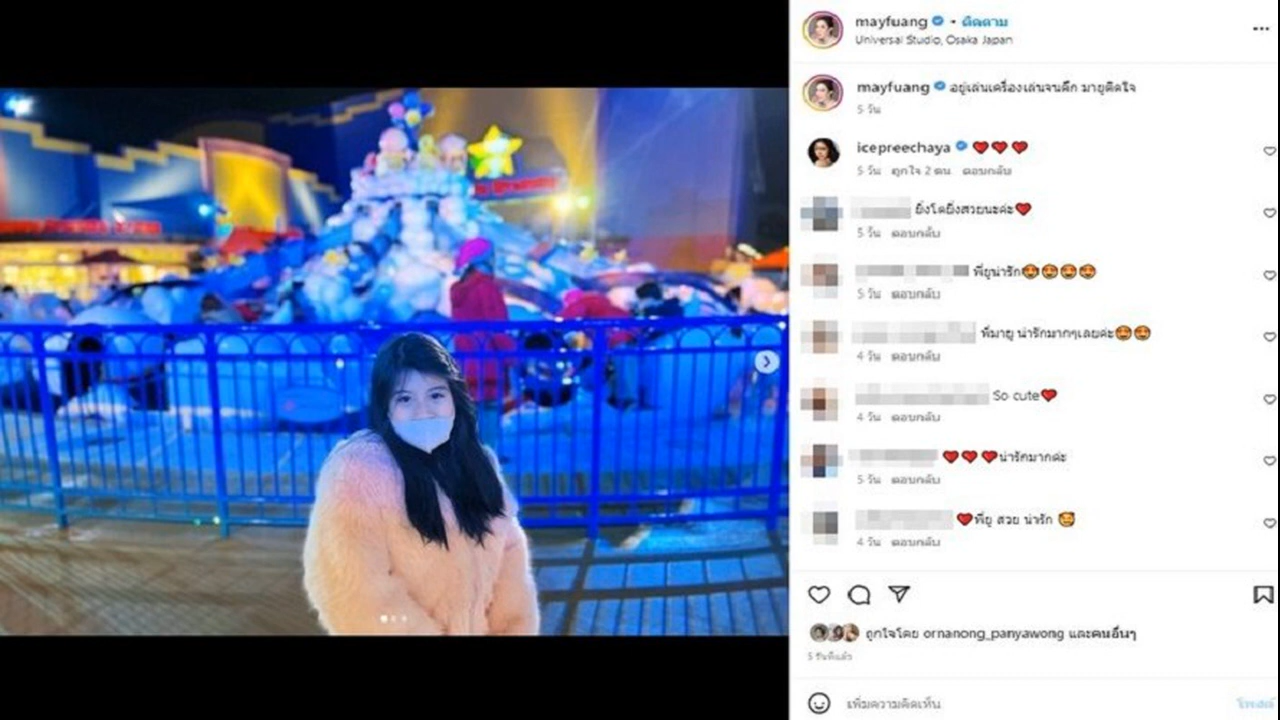 mayfuang • ติดตาม
Universal Studio, Osaka Japan
mayfuang อยู่เล่นเครื่องเล่นจนดึก มายูติดใจ
5 วัน
icepreechaya ❤️❤️❤️
5 วัน ถูกใจ 2 คน ตอบกลับ
ยิ่งโตยิ่งสวยนะค่ะ❤️
5 วัน ตอบกลับ
พี่ยูน่ารัก🥰🥰🥰🥰
5 วัน ตอบกลับ
พี่มายู น่ารักมากๆเลยค่ะ🥰🥰
4 วัน ตอบกลับ
So cute❤️
4 วัน ตอบกลับ
❤️❤️❤️น่ารักมากค่ะ
5 วัน ตอบกลับ
❤️พี่ยู สวย น่ารัก 🥰
4 วัน ตอบกลับ
ถูกใจโดย ornanong_panyawong และคนอื่นๆ
5 วันที่แล้ว
เพิ่มความคิดเห็น
โพสต์